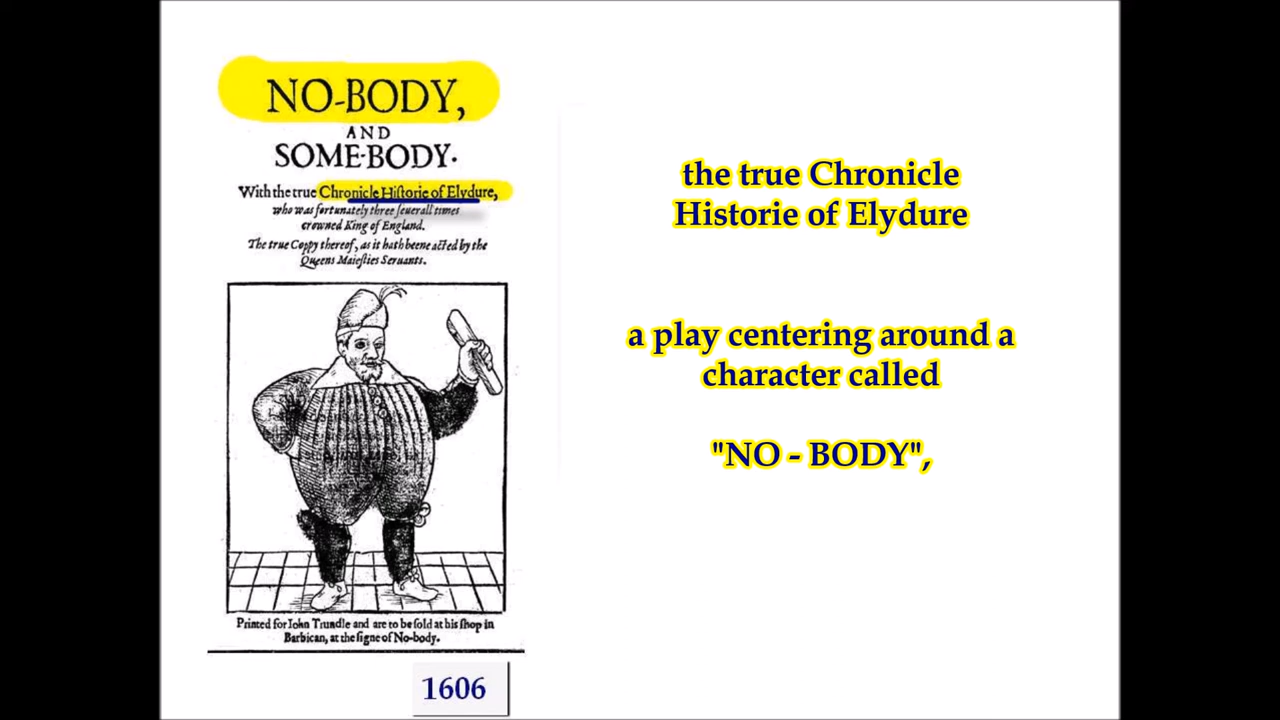 NO-BODY,
AND
SOME-BODY.
With the true Chronicle Hiſtorie of Elydure,
who was fortunately three ſeuerall times
crowned King of England.
The true Coppy thereof, as it hath beene acted by the
Queens Maieſties Seruants.
Printed for Iohn Trundle and are to be ſold at his ſhop in
Barbican, at the ſigne of No-body.
1606
the true Chronicle
Historie of Elydure
a play centering around a
character called
"NO - BODY",